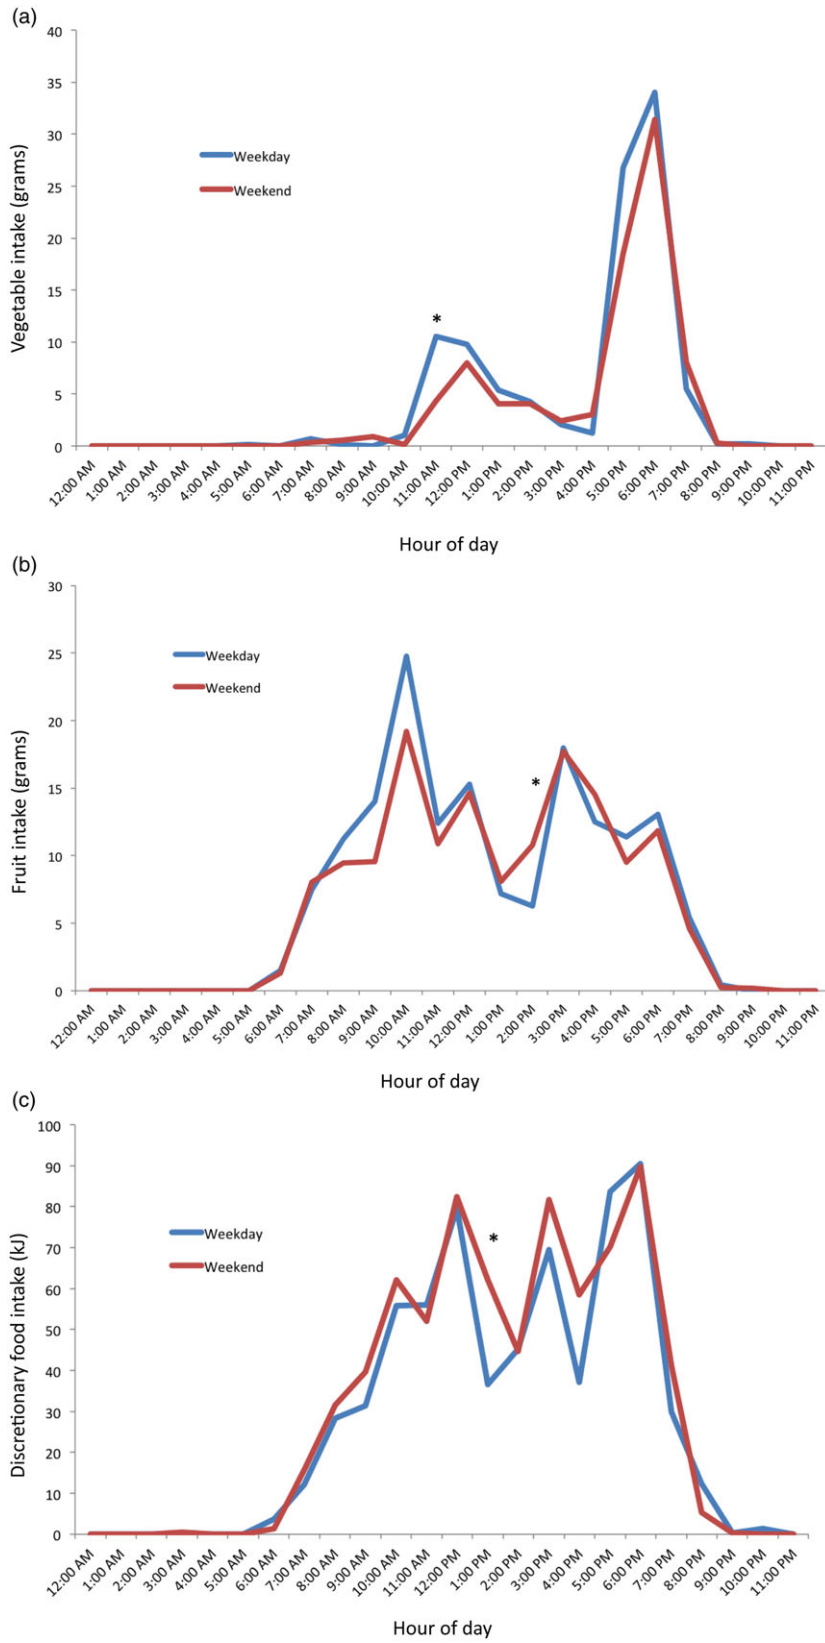 (a)
40
35
30
25
20
15
10
5
0
Vegetable intake (grams)
Weekday
Weekend
*
12:00 AM 1:00 AM 2:00 AM 3:00 AM 4:00 AM 5:00 AM 6:00 AM 7:00 AM 8:00 AM 9:00 AM 10:00 AM 11:00 AM 12:00 PM 1:00 PM 2:00 PM 3:00 PM 4:00 PM 5:00 PM 6:00 PM 7:00 PM 8:00 PM 9:00 PM 10:00 PM 11:00 PM
Hour of day
(b)
30
25
20
15
10
5
0
Fruit intake (grams)
Weekday
Weekend
*
12:00 AM 1:00 AM 2:00 AM 3:00 AM 4:00 AM 5:00 AM 6:00 AM 7:00 AM 8:00 AM 9:00 AM 10:00 AM 11:00 AM 12:00 PM 1:00 PM 2:00 PM 3:00 PM 4:00 PM 5:00 PM 6:00 PM 7:00 PM 8:00 PM 9:00 PM 10:00 PM 11:00 PM
Hour of day
(c)
100
90
80
70
60
50
40
30
20
10
0
Discretionary food intake (kJ)
Weekday
Weekend
*
12:00 AM 1:00 AM 2:00 AM 3:00 AM 4:00 AM 5:00 AM 6:00 AM 7:00 AM 8:00 AM 9:00 AM 10:00 AM 11:00 AM 12:00 PM 1:00 PM 2:00 PM 3:00 PM 4:00 PM 5:00 PM 6:00 PM 7:00 PM 8:00 PM 9:00 PM 10:00 PM 11:00 PM
Hour of day